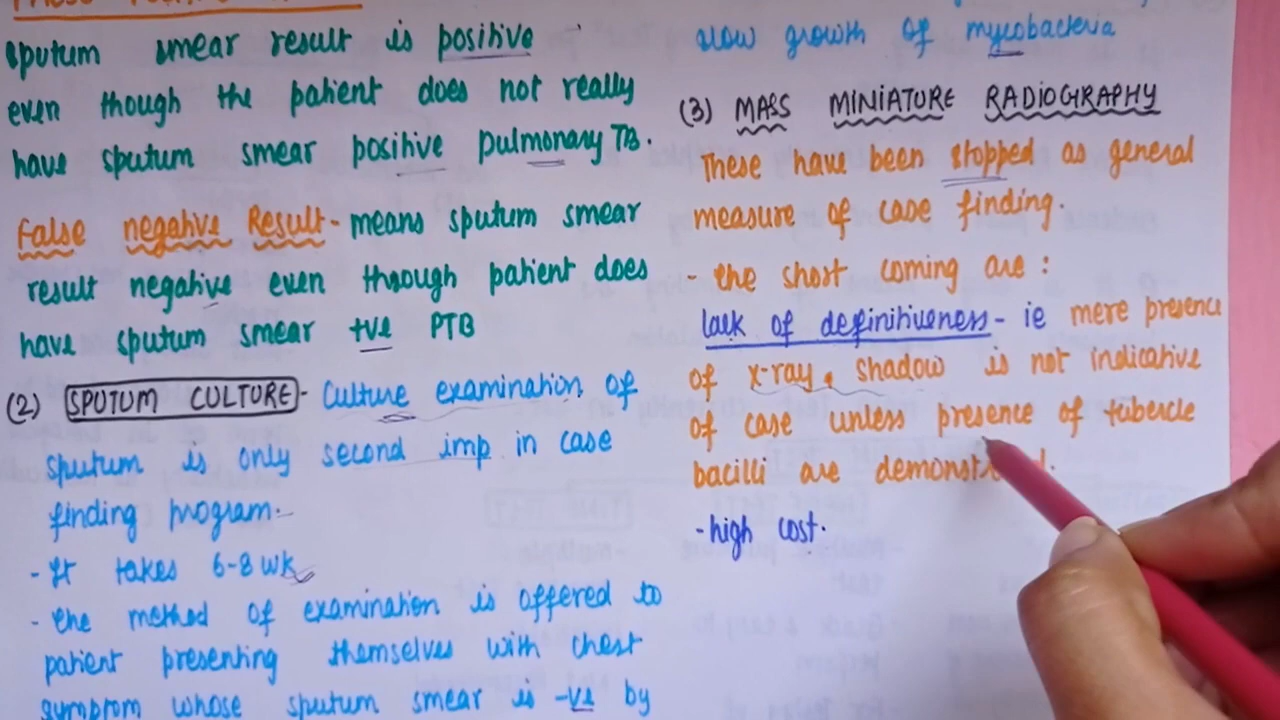 sputum smear result is positive
even though the patient does not really
have sputum smear positive pulmonary TB.
False negative Result - means sputum smear
result negative even through patient does
have sputum smear +ve PTB
(2) SPUTUM CULTURE - Culture examination of
sputum is only second imp in case
finding program.
- It takes 6-8 wk
- the method of examination is offered to
patient presenting themselves with chest
symptom whose sputum smear is -ve by
slow growth of mycobacteria
(3) MASS MINIATURE RADIOGRAPHY
These have been stopped as general
measure of case finding.
- the short coming are :
lack of definitiveness - ie mere presence
of x-ray. shadow is not indicative
of case unless presence of tubercle
bacilli are
- high cost.